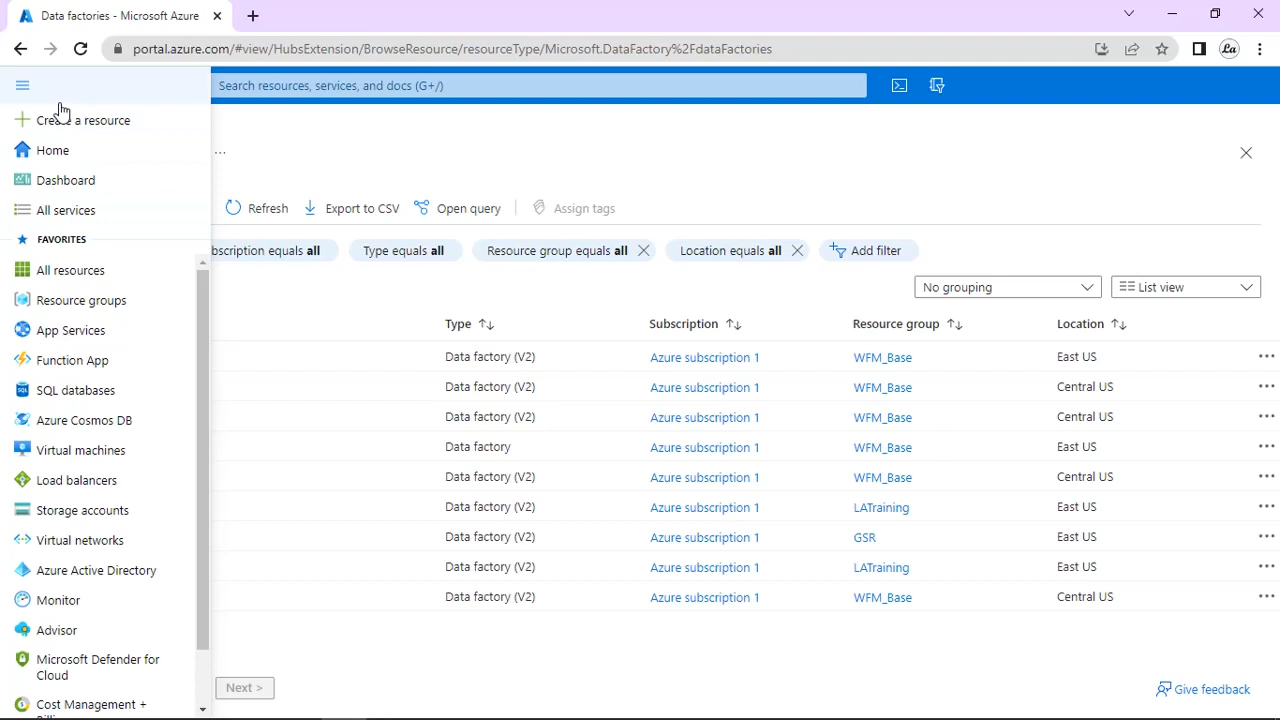 Data factories - Microsoft Azure
portal.azure.com/#view/HubsExtension/BrowseResource/resourceType/Microsoft.DataFactory%2FdataFactories
La
Search resources, services, and docs (G+/)
Create a resource
Home
Dashboard
All services
FAVORITES
All resources
Resource groups
App Services
Function App
SQL databases
Azure Cosmos DB
Virtual machines
Load balancers
Storage accounts
Virtual networks
Azure Active Directory
Monitor
Advisor
Microsoft Defender for
Cloud
Cost Management +
...
Refresh Export to CSV Open query Assign tags
bscription equals all Type equals all Resource group equals all Location equals all Add filter
No grouping List view
Type Subscription Resource group Location
Data factory (V2) Azure subscription 1 WFM_Base East US
Data factory (V2) Azure subscription 1 WFM_Base Central US
Data factory (V2) Azure subscription 1 WFM_Base Central US
Data factory Azure subscription 1 WFM_Base East US
Data factory (V2) Azure subscription 1 WFM_Base Central US
Data factory (V2) Azure subscription 1 LATraining East US
Data factory (V2) Azure subscription 1 GSR East US
Data factory (V2) Azure subscription 1 LATraining East US
Data factory (V2) Azure subscription 1 WFM_Base Central US
Next >
Give feedback